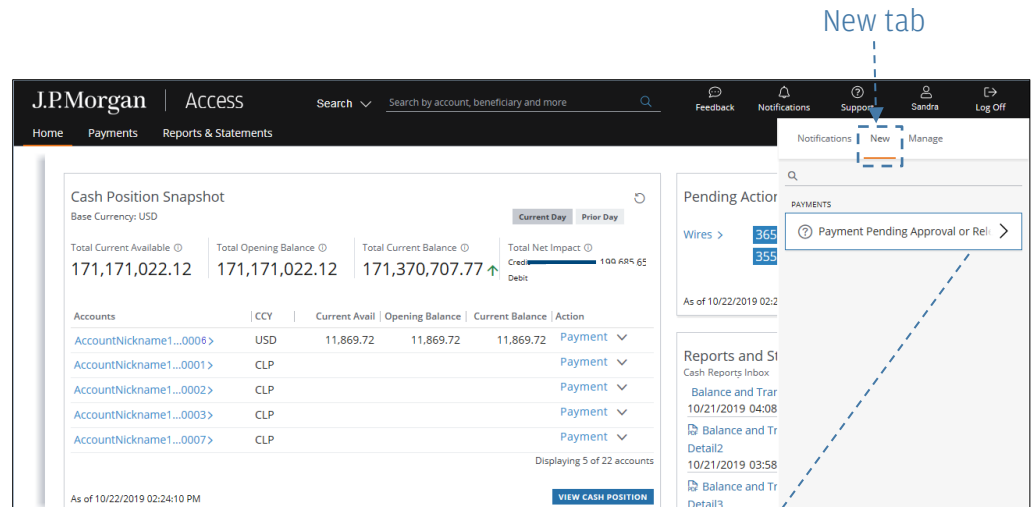 New tab
J.P.Morgan | Access
Search
Search by account, beneficiary and more
Feedback
Notifications
Support
Sandra
Log Off
Home
Payments
Reports & Statements
Notifications
New
Manage
PAYMENTS
Payment Pending Approval or Rel
Cash Position Snapshot
Base Currency: USD
Current Day
Prior Day
Total Current Available
171,171,022.12
Total Opening Balance
171,171,022.12
Total Current Balance
171,370,707.77
Total Net Impact
Credit 199,685.65
Debit
Accounts CCY Current Avail Opening Balance Current Balance Action
AccountNickname1...0006> USD 11,869.72 11,869.72 11,869.72 Payment
AccountNickname1...0001> CLP Payment
AccountNickname1...0002> CLP Payment
AccountNickname1...0003> CLP Payment
AccountNickname1...0007> CLP Payment
Displaying 5 of 22 accounts
As of 10/22/2019 02:24:10 PM
VIEW CASH POSITION
Pending Action
Wires > 365
355
As of 10/22/2019 02:2
Reports and St
Cash Reports Inbox
Balance and Tran
10/21/2019 04:08
Balance and Tr
Detail2
10/21/2019 03:58
Balance and Tr
Detail3